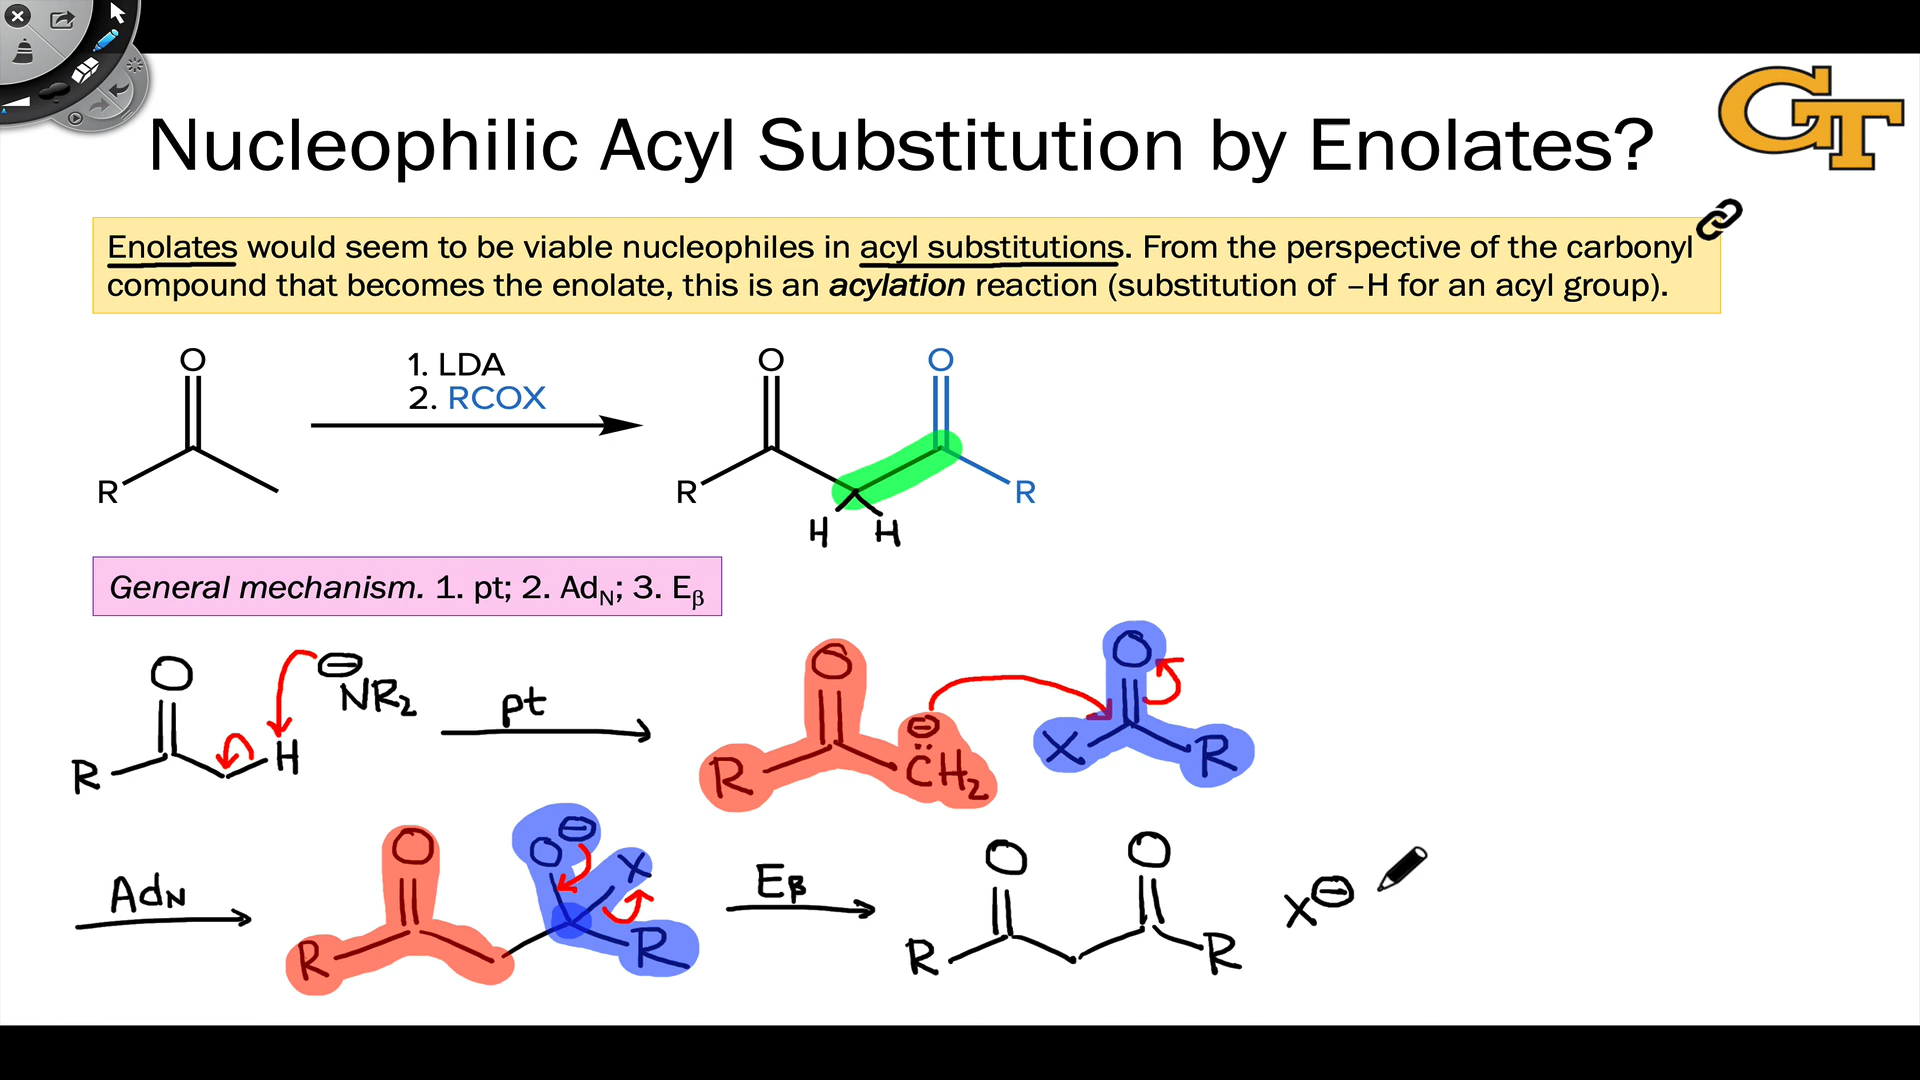 Nucleophilic Acyl Substitution by Enolates?
GT
Enolates would seem to be viable nucleophiles in acyl substitutions. From the perspective of the carbonyl
compound that becomes the enolate, this is an acylation reaction (substitution of –H for an acyl group).
O
R
1. LDA
2. RCOX
O O
R R
H H
General mechanism. 1. pt; 2. AdN; 3. Eβ
O
R H
⊖
NR2
pt
O
R ⊖
C̈H2
O
X R
AdN
O
R
O⊖ X
R
Eβ
O O
R R
X⊖